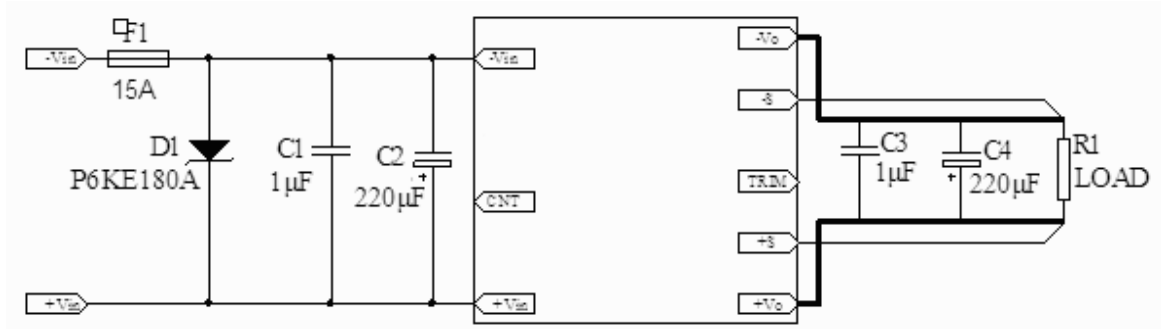 F1
-Vin
15A
-Vin
-Vo
-S
D1
P6KE180A
C1
1µF
C2
220µF
+
CNT
TRIM
C3
1µF
C4
220µF
+
R1
LOAD
+S
+Vin
+Vin
+Vo